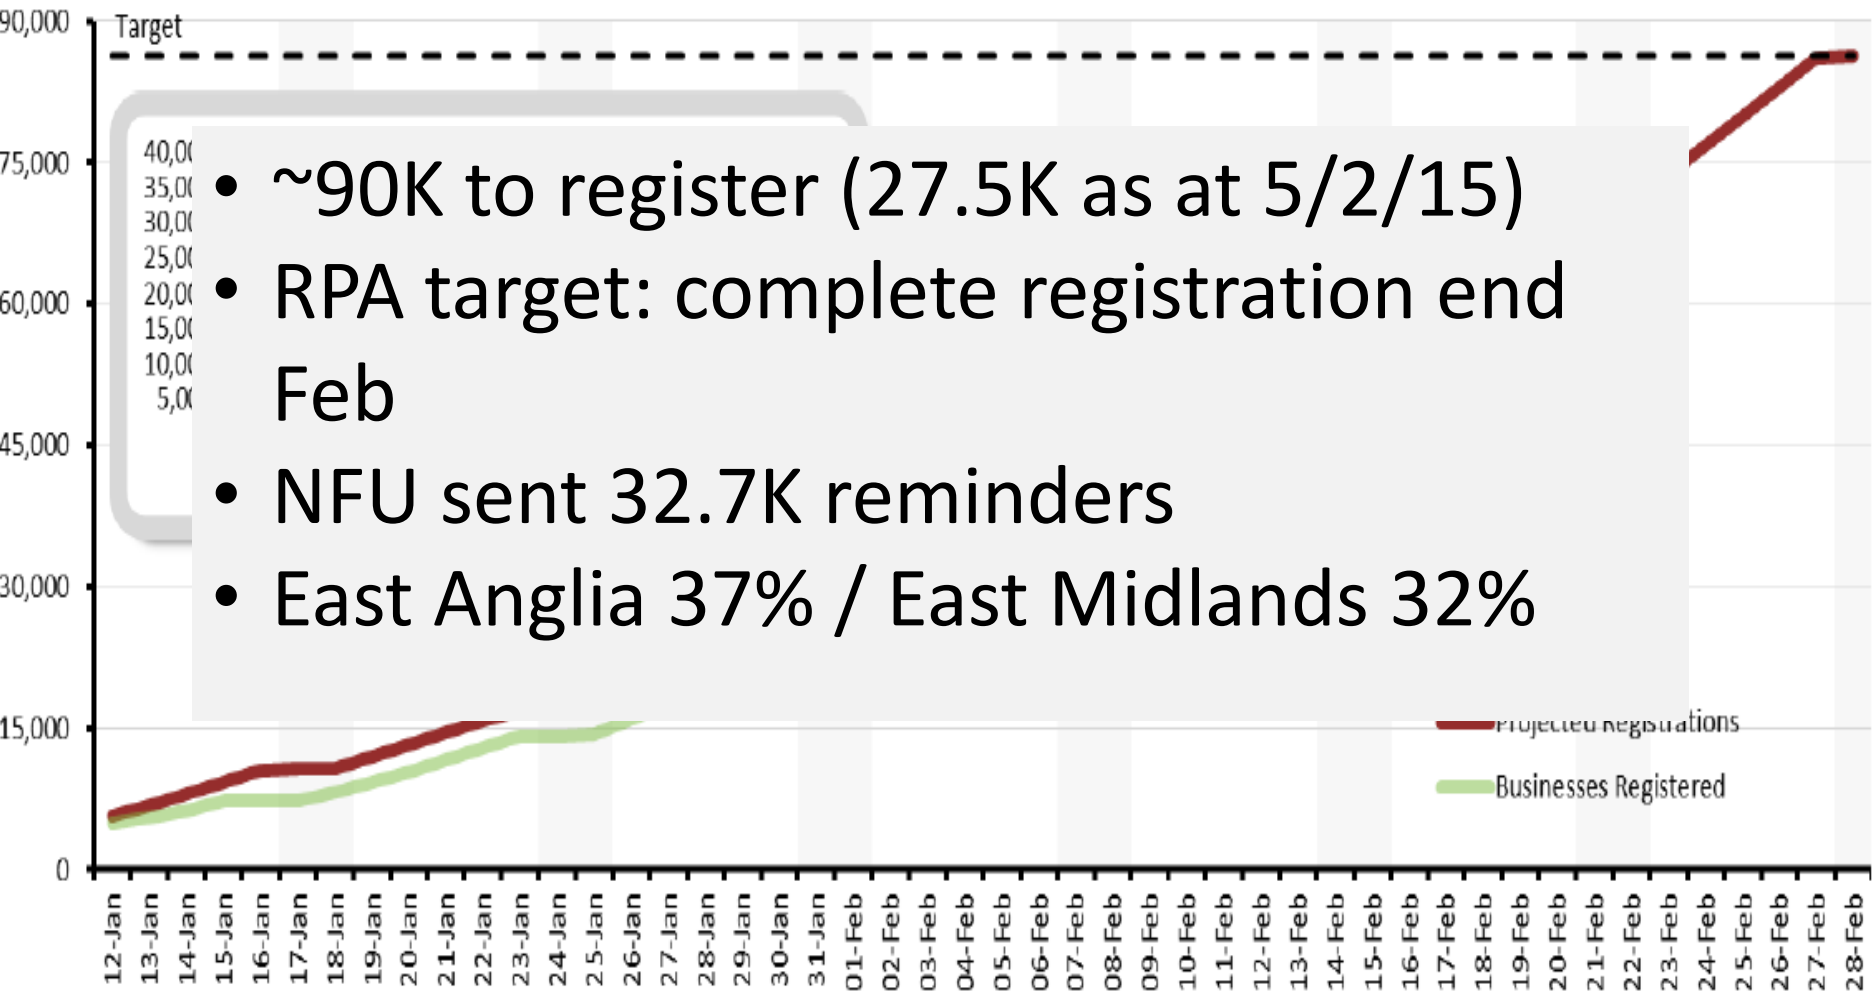 90,000
Target
75,000
60,000
45,000
30,000
15,000
0
• ~90K to register (27.5K as at 5/2/15)
• RPA target: complete registration end
Feb
• NFU sent 32.7K reminders
• East Anglia 37% / East Midlands 32%
Projected Registrations
Businesses Registered
12-Jan
13-Jan
14-Jan
15-Jan
16-Jan
17-Jan
18-Jan
19-Jan
20-Jan
21-Jan
22-Jan
23-Jan
24-Jan
25-Jan
26-Jan
27-Jan
28-Jan
29-Jan
30-Jan
31-Jan
01-Feb
02-Feb
03-Feb
04-Feb
05-Feb
06-Feb
07-Feb
08-Feb
09-Feb
10-Feb
11-Feb
12-Feb
13-Feb
14-Feb
15-Feb
16-Feb
17-Feb
18-Feb
19-Feb
20-Feb
21-Feb
22-Feb
23-Feb
24-Feb
25-Feb
26-Feb
27-Feb
28-Feb